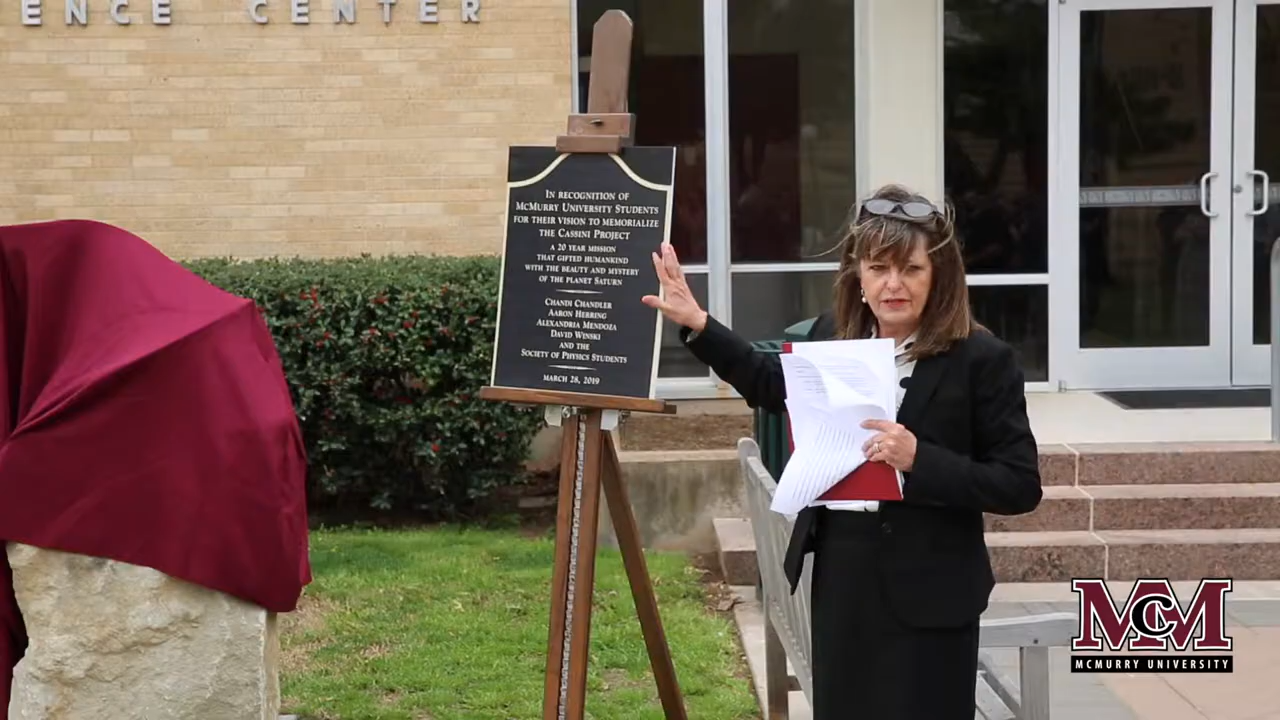 ENCE CENTER
IN RECOGNITION OF
MCMURRY UNIVERSITY STUDENTS
FOR THEIR VISION TO MEMORIALIZE
THE CASSINI PROJECT
A 20 YEAR MISSION
THAT GIFTED HUMANKIND
WITH THE BEAUTY AND MYSTERY
OF THE PLANET SATURN
CHANDI CHANDLER
AARON HERRING
ALEXANDRIA MENDOZA
DAVID WINSKI
AND THE
SOCIETY OF PHYSICS STUDENTS
MARCH 28, 2019
MCM
MCMURRY UNIVERSITY